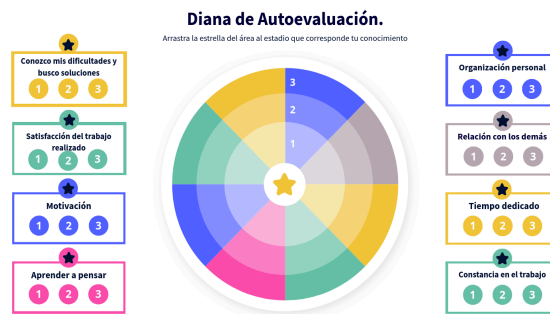 Diana de Autoevaluación.
Arrastra la estrella del área al estadio que corresponde tu conocimiento
Conozco mis dificultades y
busco soluciones
1 2 3
Satisfacción del trabajo
realizado
1 2 3
Motivación
1 2 3
Aprender a pensar
1 2 3
3
2
1
Organización personal
1 2 3
Relación con los demás
1 2 3
Tiempo dedicado
1 2 3
Constancia en el trabajo
1 2 3